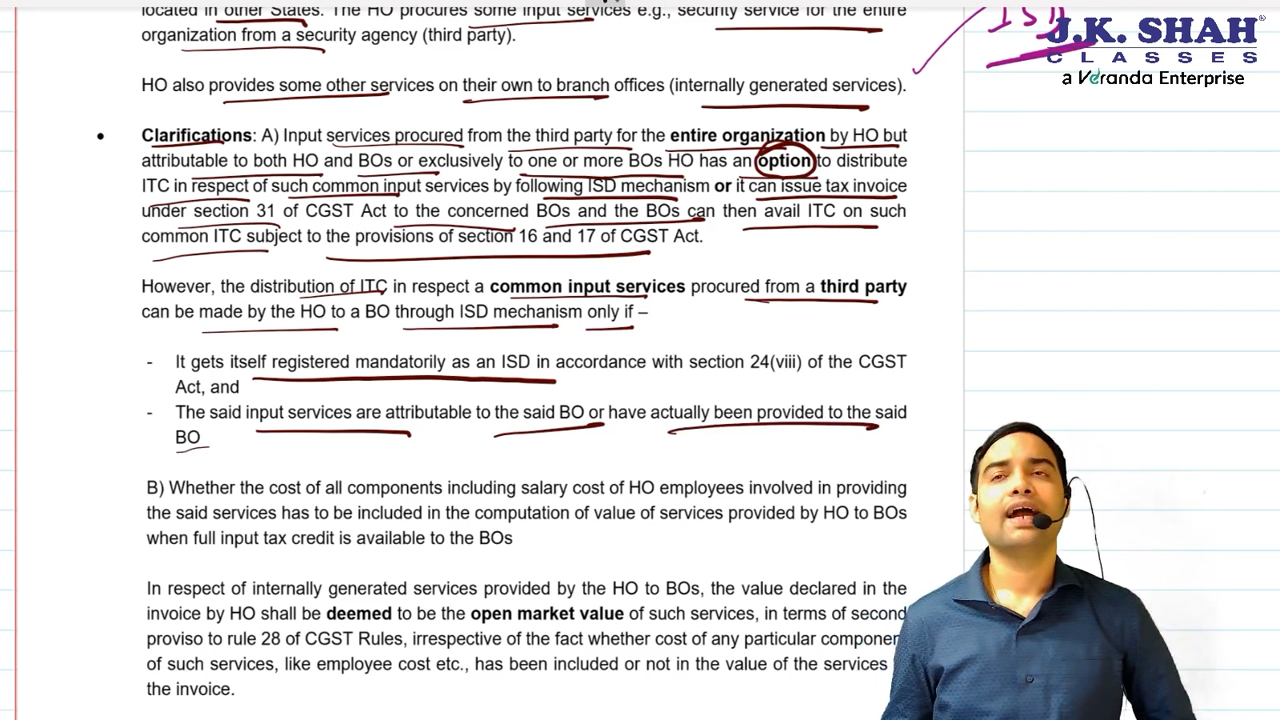 located in other States. The HO procures some input services e.g., security service for the entire
organization from a security agency (third party).
ISD
J.K. SHAH®
CLASSES
a Veranda Enterprise
HO also provides some other services on their own to branch offices (internally generated services).
• Clarifications: A) Input services procured from the third party for the entire organization by HO but
attributable to both HO and BOs or exclusively to one or more BOs HO has an option to distribute
ITC in respect of such common input services by following ISD mechanism or it can issue tax invoice
under section 31 of CGST Act to the concerned BOs and the BOs can then avail ITC on such
common ITC subject to the provisions of section 16 and 17 of CGST Act.
However, the distribution of ITC in respect a common input services procured from a third party
can be made by the HO to a BO through ISD mechanism only if –
- It gets itself registered mandatorily as an ISD in accordance with section 24(viii) of the CGST
Act, and
- The said input services are attributable to the said BO or have actually been provided to the said
BO
B) Whether the cost of all components including salary cost of HO employees involved in providing
the said services has to be included in the computation of value of services provided by HO to BOs
when full input tax credit is available to the BOs
In respect of internally generated services provided by the HO to BOs, the value declared in the
invoice by HO shall be deemed to be the open market value of such services, in terms of second
proviso to rule 28 of CGST Rules, irrespective of the fact whether cost of any particular componen
of such services, like employee cost etc., has been included or not in the value of the services
the invoice.